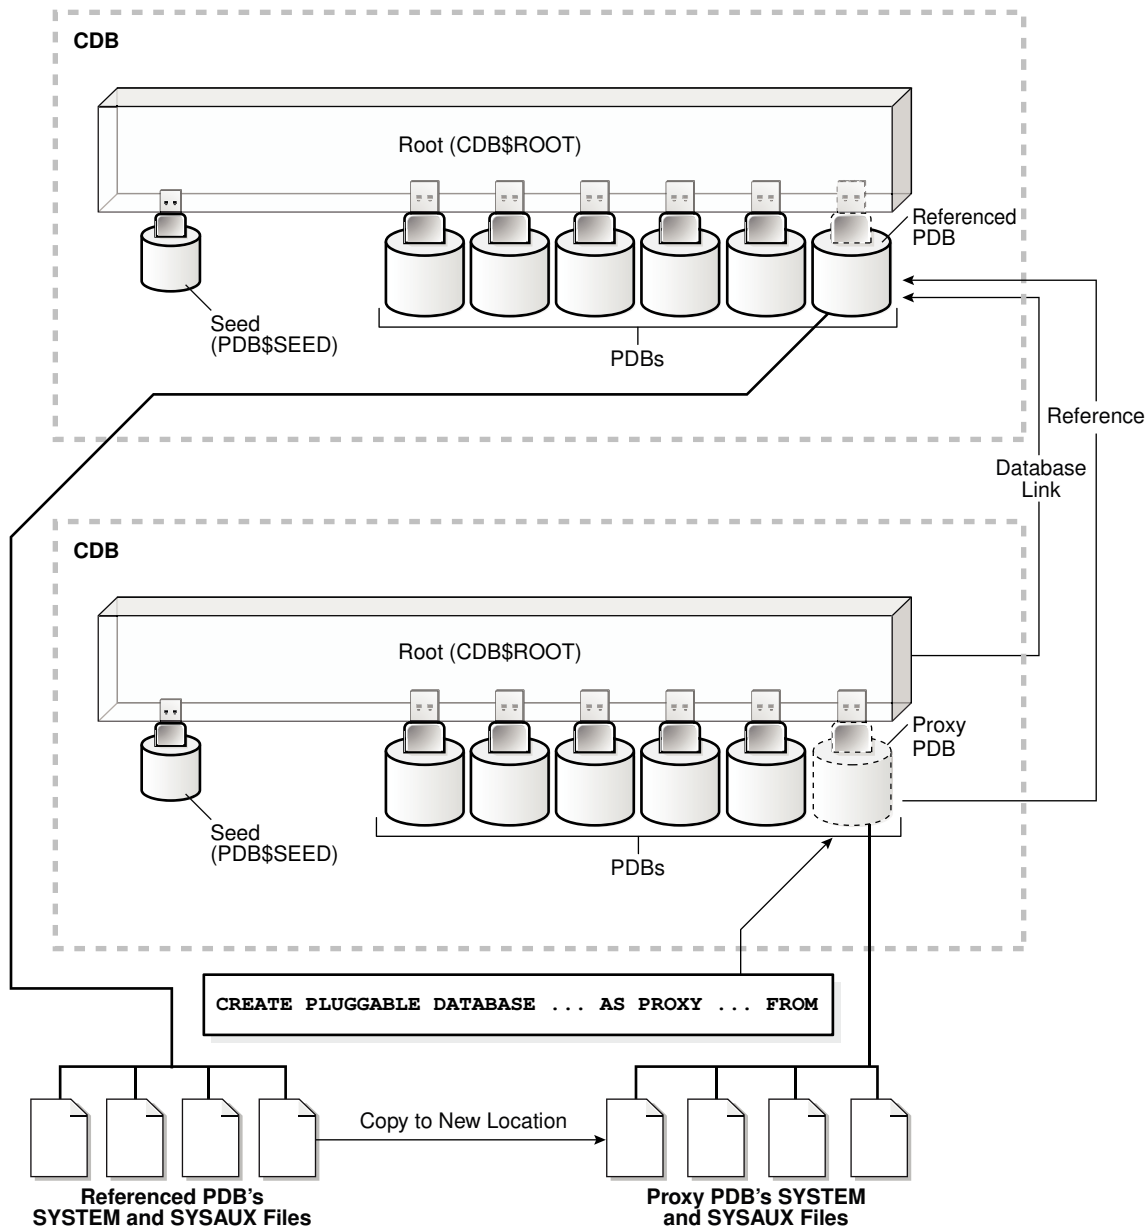 CDB
Root (CDB$ROOT)
Referenced
PDB
Seed
(PDB$SEED)
PDBs
Reference
Database
Link
CDB
Root (CDB$ROOT)
Proxy
PDB
Seed
(PDB$SEED)
PDBs
CREATE PLUGGABLE DATABASE ... AS PROXY ... FROM
Copy to New Location
Referenced PDB's
SYSTEM and SYSAUX Files
Proxy PDB's SYSTEM
and SYSAUX Files